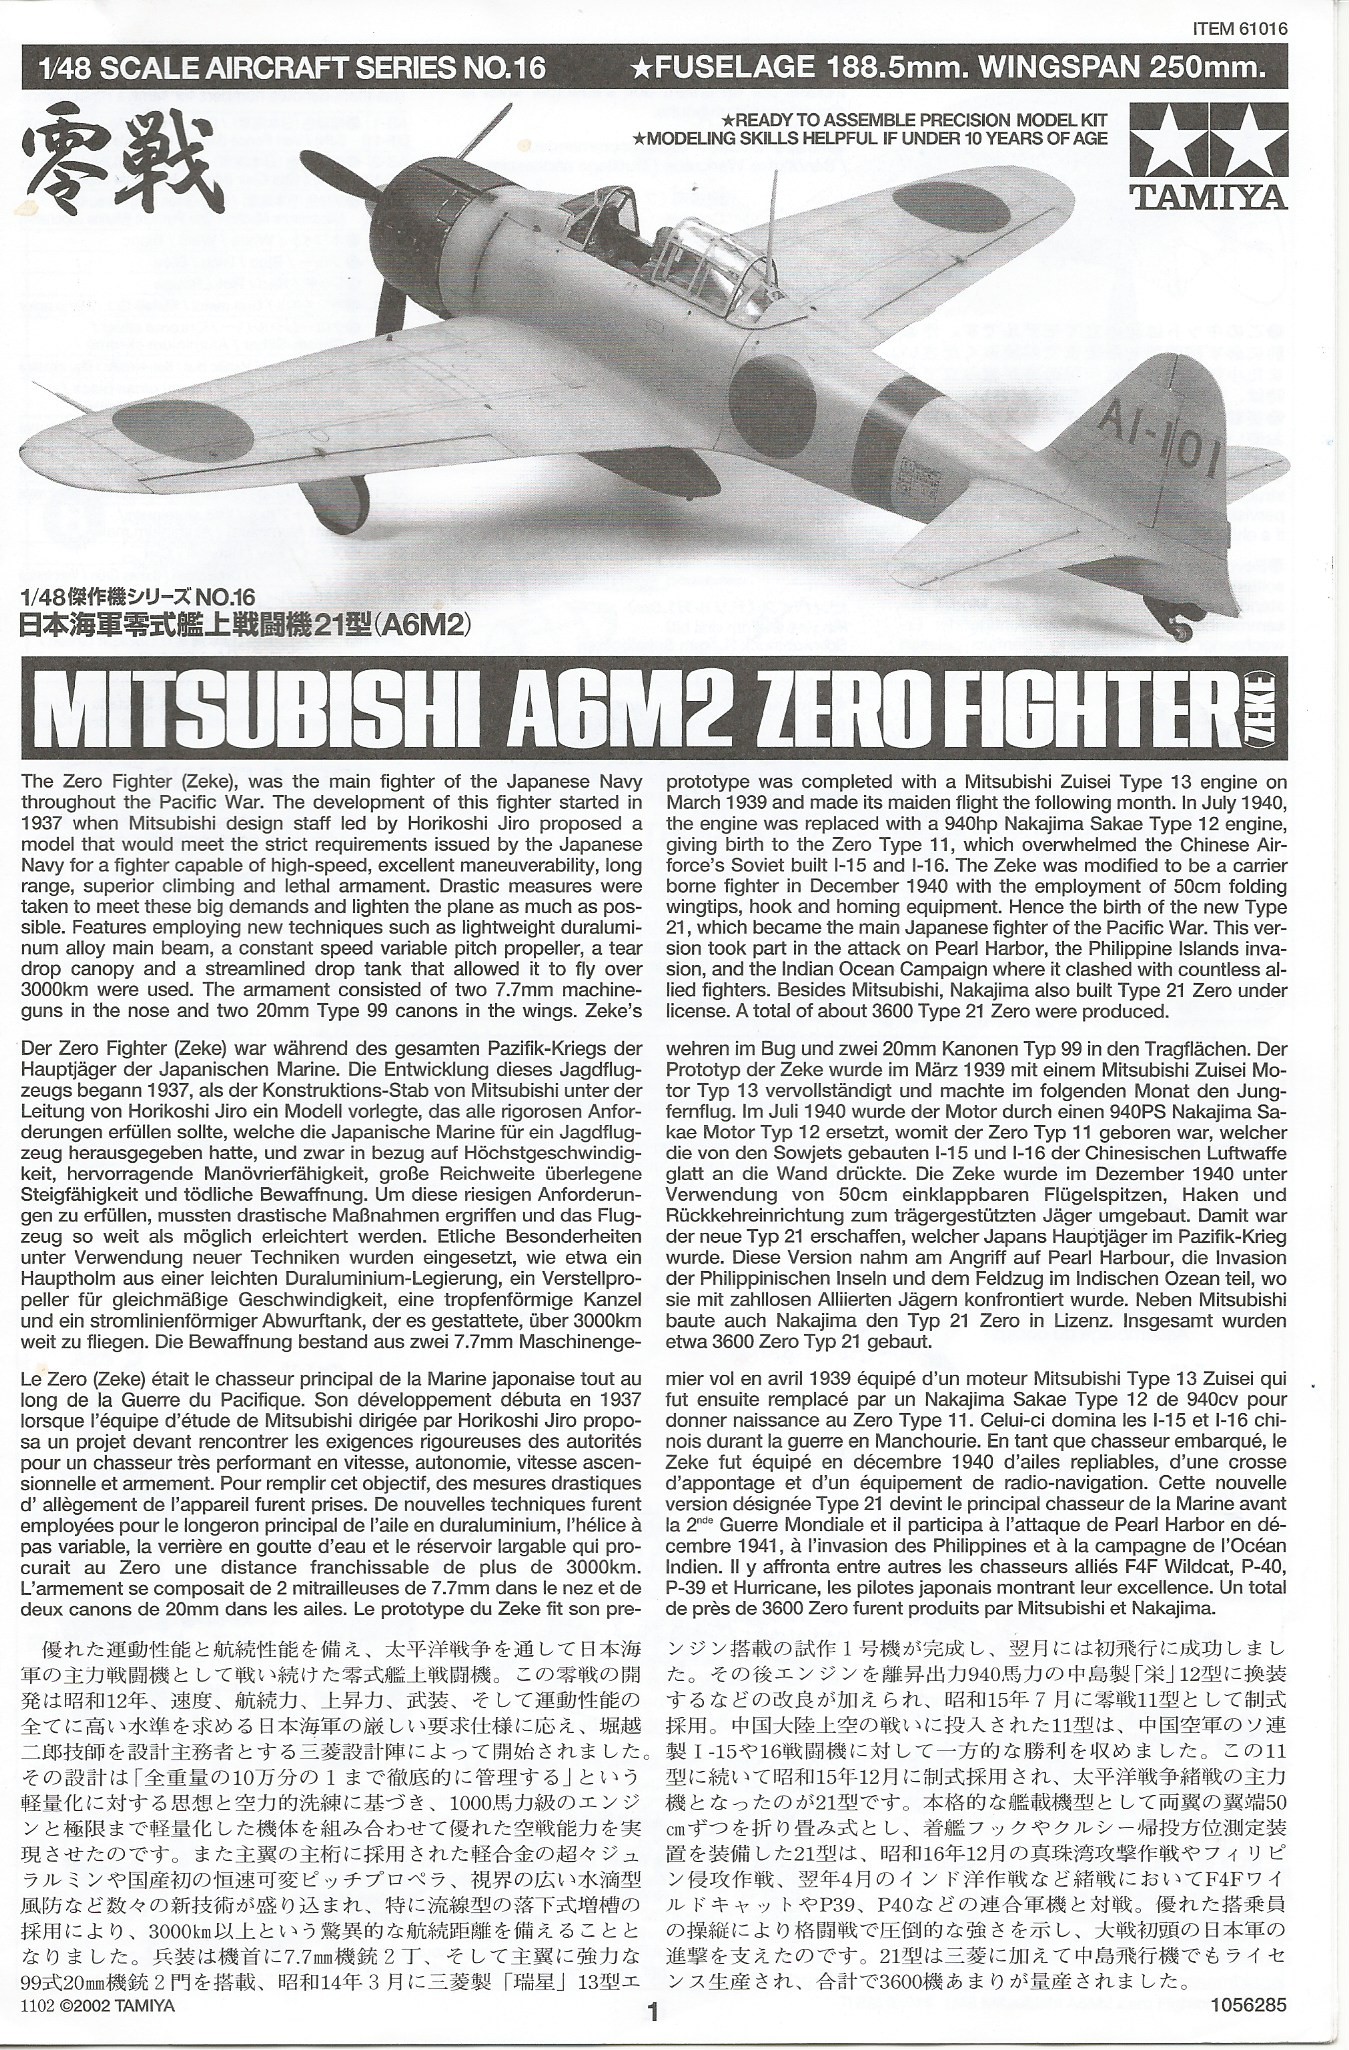 ITEM 61016
1/48 SCALE AIRCRAFT SERIES NO.16
★FUSELAGE 188.5mm. WINGSPAN 250mm.
零戦
★READY TO ASSEMBLE PRECISION MODEL KIT
★MODELING SKILLS HELPFUL IF UNDER 10 YEARS OF AGE
TAMIYA
AI-101
1/48傑作機シリーズNO.16
日本海軍零式艦上戦闘機21型(A6M2)
MITSUBISHI A6M2 ZERO FIGHTER (ZEKE)
The Zero Fighter (Zeke), was the main fighter of the Japanese Navy
throughout the Pacific War. The development of this fighter started in
1937 when Mitsubishi design staff led by Horikoshi Jiro proposed a
model that would meet the strict requirements issued by the Japanese
Navy for a fighter capable of high-speed, excellent maneuverability, long
range, superior climbing and lethal armament. Drastic measures were
taken to meet these big demands and lighten the plane as much as pos-
sible. Features employing new techniques such as lightweight duralumi-
num alloy main beam, a constant speed variable pitch propeller, a tear
drop canopy and a streamlined drop tank that allowed it to fly over
3000km were used. The armament consisted of two 7.7mm machine-
guns in the nose and two 20mm Type 99 canons in the wings. Zeke's
prototype was completed with a Mitsubishi Zuisei Type 13 engine on
March 1939 and made its maiden flight the following month. In July 1940,
the engine was replaced with a 940hp Nakajima Sakae Type 12 engine,
giving birth to the Zero Type 11, which overwhelmed the Chinese Air-
force's Soviet built I-15 and I-16. The Zeke was modified to be a carrier
borne fighter in December 1940 with the employment of 50cm folding
wingtips, hook and homing equipment. Hence the birth of the new Type
21, which became the main Japanese fighter of the Pacific War. This ver-
sion took part in the attack on Pearl Harbor, the Philippine Islands inva-
sion, and the Indian Ocean Campaign where it clashed with countless al-
lied fighters. Besides Mitsubishi, Nakajima also built Type 21 Zero under
license. A total of about 3600 Type 21 Zero were produced.
Der Zero Fighter (Zeke) war während des gesamten Pazifik-Kriegs der
Hauptjäger der Japanischen Marine. Die Entwicklung dieses Jagdflug-
zeugs begann 1937, als der Konstruktions-Stab von Mitsubishi unter der
Leitung von Horikoshi Jiro ein Modell vorlegte, das alle rigorosen Anfor-
derungen erfüllen sollte, welche die Japanische Marine für ein Jagdflug-
zeug herausgegeben hatte, und zwar in bezug auf Höchstgeschwindig-
keit, hervorragende Manövrierfähigkeit, große Reichweite überlegene
Steigfähigkeit und tödliche Bewaffnung. Um diese riesigen Anforderun-
gen zu erfüllen, mussten drastische Maßnahmen ergriffen und das Flug-
zeug so weit als möglich erleichtert werden. Etliche Besonderheiten
unter Verwendung neuer Techniken wurden eingesetzt, wie etwa ein
Hauptholm aus einer leichten Duraluminium-Legierung, ein Verstellpro-
peller für gleichmäßige Geschwindigkeit, eine tropfenförmige Kanzel
und ein stromlinienförmiger Abwurftank, der es gestattete, über 3000km
weit zu fliegen. Die Bewaffnung bestand aus zwei 7.7mm Maschinenge-
wehren im Bug und zwei 20mm Kanonen Typ 99 in den Tragflächen. Der
Prototyp der Zeke wurde im März 1939 mit einem Mitsubishi Zuisei Mo-
tor Typ 13 vervollständigt und machte im folgenden Monat den Jung-
fernflug. Im Juli 1940 wurde der Motor durch einen 940PS Nakajima Sa-
kae Motor Typ 12 ersetzt, womit der Zero Typ 11 geboren war, welcher
die von den Sowjets gebauten I-15 und I-16 der Chinesischen Luftwaffe
glatt an die Wand drückte. Die Zeke wurde im Dezember 1940 unter
Verwendung von 50cm einklappbaren Flügelspitzen, Haken und
Rückkehreinrichtung zum trägergestützten Jäger umgebaut. Damit war
der neue Typ 21 erschaffen, welcher Japans Hauptjäger im Pazifik-Krieg
wurde. Diese Version nahm am Angriff auf Pearl Harbour, die Invasion
der Philippinischen Inseln und dem Feldzug im Indischen Ozean teil, wo
sie mit zahllosen Alliierten Jägern konfrontiert wurde. Neben Mitsubishi
baute auch Nakajima den Typ 21 Zero in Lizenz. Insgesamt wurden
etwa 3600 Zero Typ 21 gebaut.
Le Zero (Zeke) était le chasseur principal de la Marine japonaise tout au
long de la Guerre du Pacifique. Son développement débuta en 1937
lorsque l'équipe d'étude de Mitsubishi dirigée par Horikoshi Jiro propo-
sa un projet devant rencontrer les exigences rigoureuses des autorités
pour un chasseur très performant en vitesse, autonomie, vitesse ascen-
sionnelle et armement. Pour remplir cet objectif, des mesures drastiques
d' allègement de l'appareil furent prises. De nouvelles techniques furent
employées pour le longeron principal de l'aile en duraluminium, l'hélice à
pas variable, la verrière en goutte d'eau et le réservoir largable qui pro-
curait au Zero une distance franchissable de plus de 3000km.
L'armement se composait de 2 mitrailleuses de 7.7mm dans le nez et de
deux canons de 20mm dans les ailes. Le prototype du Zeke fit son pre-
mier vol en avril 1939 équipé d'un moteur Mitsubishi Type 13 Zuisei qui
fut ensuite remplacé par un Nakajima Sakae Type 12 de 940cv pour
donner naissance au Zero Type 11. Celui-ci domina les I-15 et I-16 chi-
nois durant la guerre en Manchourie. En tant que chasseur embarqué, le
Zeke fut équipé en décembre 1940 d'ailes repliables, d'une crosse
d'appontage et d'un équipement de radio-navigation. Cette nouvelle
version désignée Type 21 devint le principal chasseur de la Marine avant
la 2nde Guerre Mondiale et il participa à l'attaque de Pearl Harbor en dé-
cembre 1941, à l'invasion des Philippines et à la campagne de l'Océan
Indien. Il y affronta entre autres les chasseurs alliés F4F Wildcat, P-40,
P-39 et Hurricane, les pilotes japonais montrant leur excellence. Un total
de près de 3600 Zero furent produits par Mitsubishi et Nakajima.
優れた運動性能と航続性能を備え、太平洋戦争を通して日本海
軍の主力戦闘機として戦い続けた零式艦上戦闘機。この零戦の開
発は昭和12年、速度、航続力、上昇力、武装、そして運動性能の
全てに高い水準を求める日本海軍の厳しい要求仕様に応え、堀越
二郎技師を設計主務者とする三菱設計陣によって開始されました。
その設計は「全重量の10万分の1まで徹底的に管理する」という
軽量化に対する思想と空力的洗練に基づき、1000馬力級のエンジ
ンと極限まで軽量化した機体を組み合わせて優れた空戦能力を実
現させたのです。また主翼の主桁に採用された軽合金の超々ジュ
ラルミンや国産初の恒速可変ピッチプロペラ、視界の広い水滴型
風防など数々の新技術が盛り込まれ、特に流線型の落下式増槽の
採用により、3000㎞以上という驚異的な航続距離を備えることと
なりました。兵装は機首に7.7㎜機銃2丁、そして主翼に強力な
99式20㎜機銃2門を搭載、昭和14年3月に三菱製「瑞星」13型エ
ンジン搭載の試作1号機が完成し、翌月には初飛行に成功しまし
た。その後エンジンを離昇出力940馬力の中島製「栄」12型に換装
するなどの改良が加えられ、昭和15年7月に零戦11型として制式
採用。中国大陸上空の戦いに投入された11型は、中国空軍のソ連
製I-15や16戦闘機に対して一方的な勝利を収めました。この11
型に続いて昭和15年12月に制式採用され、太平洋戦争緒戦の主力
機となったのが21型です。本格的な艦載機型として両翼の翼端50
㎝ずつを折り畳み式とし、着艦フックやクルシー帰投方位測定装
置を装備した21型は、昭和16年12月の真珠湾攻撃作戦やフィリピ
ン侵攻作戦、翌年4月のインド洋作戦など緒戦においてF4Fワイ
ルドキャットやP39、P40などの連合軍機と対戦。優れた搭乗員
の操縦により格闘戦で圧倒的な強さを示し、大戦初頭の日本軍の
進撃を支えたのです。21型は三菱に加えて中島飛行機でもライセ
ンス生産され、合計で3600機あまりが量産されました。
1102 ©2002 TAMIYA
1
1056285